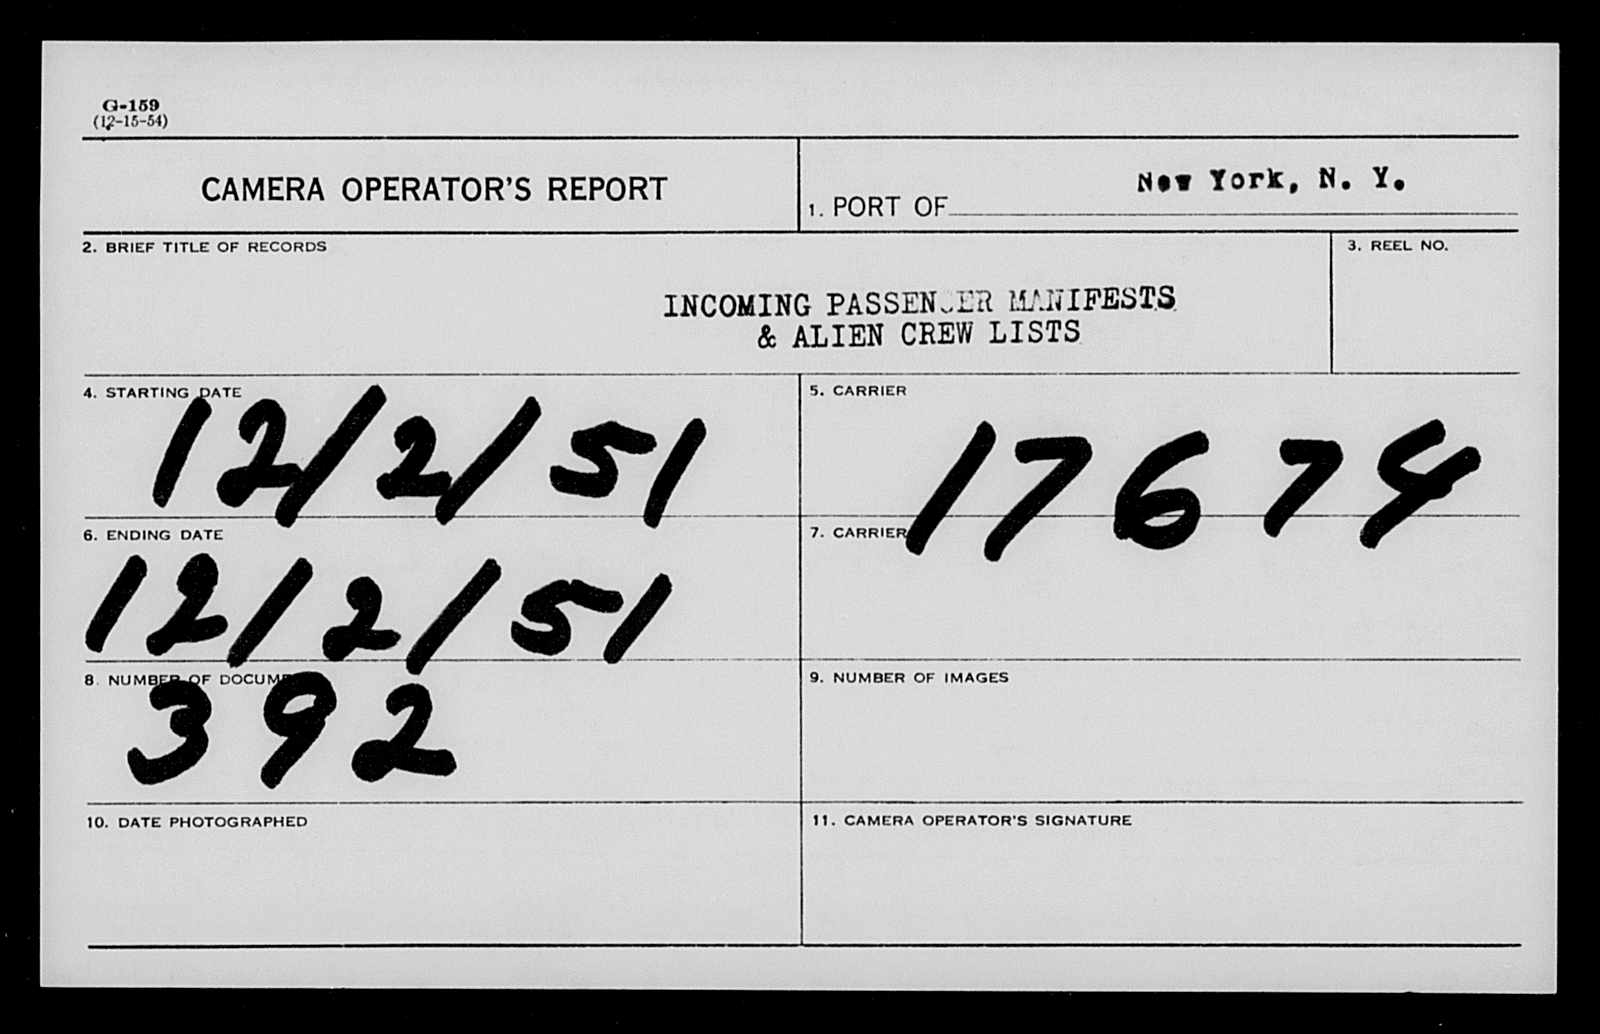 G-159
(12-15-54)
CAMERA OPERATOR'S REPORT
1. PORT OF New York, N. Y.
2. BRIEF TITLE OF RECORDS
3. REEL NO.
INCOMING PASSENGER MANIFESTS
& ALIEN CREW LISTS
4. STARTING DATE
12/2/51
5. CARRIER
17674
6. ENDING DATE
12/2/51
7. CARRIER
8. NUMBER OF DOCUM
392
9. NUMBER OF IMAGES
10. DATE PHOTOGRAPHED
11. CAMERA OPERATOR'S SIGNATURE